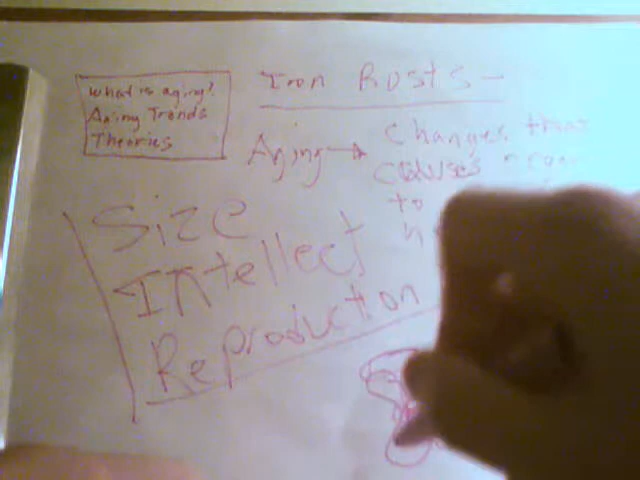 What is aging?
Aging Trends
Theories
Iron Rusts -
Aging → Changes that
causes
to
Size
Intellect
Reproduction